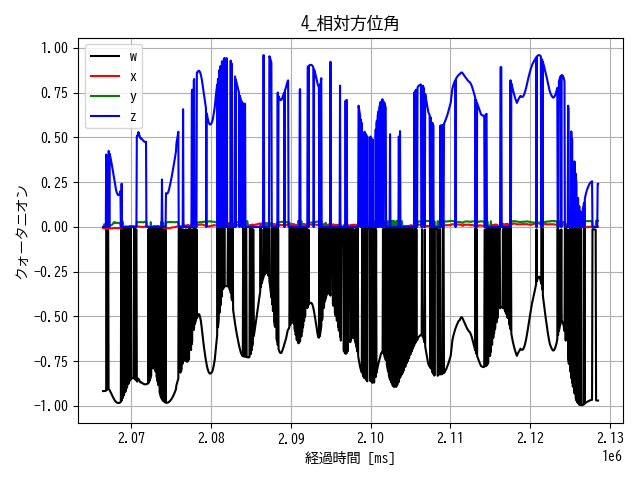 4_相対方位角
1.00
0.75
0.50
0.25
0.00
-0.25
-0.50
-0.75
-1.00
クォータニオン
w
x
y
z
2.07 2.08 2.09 2.10 2.11 2.12 2.13
1e6
経過時間 [ms]